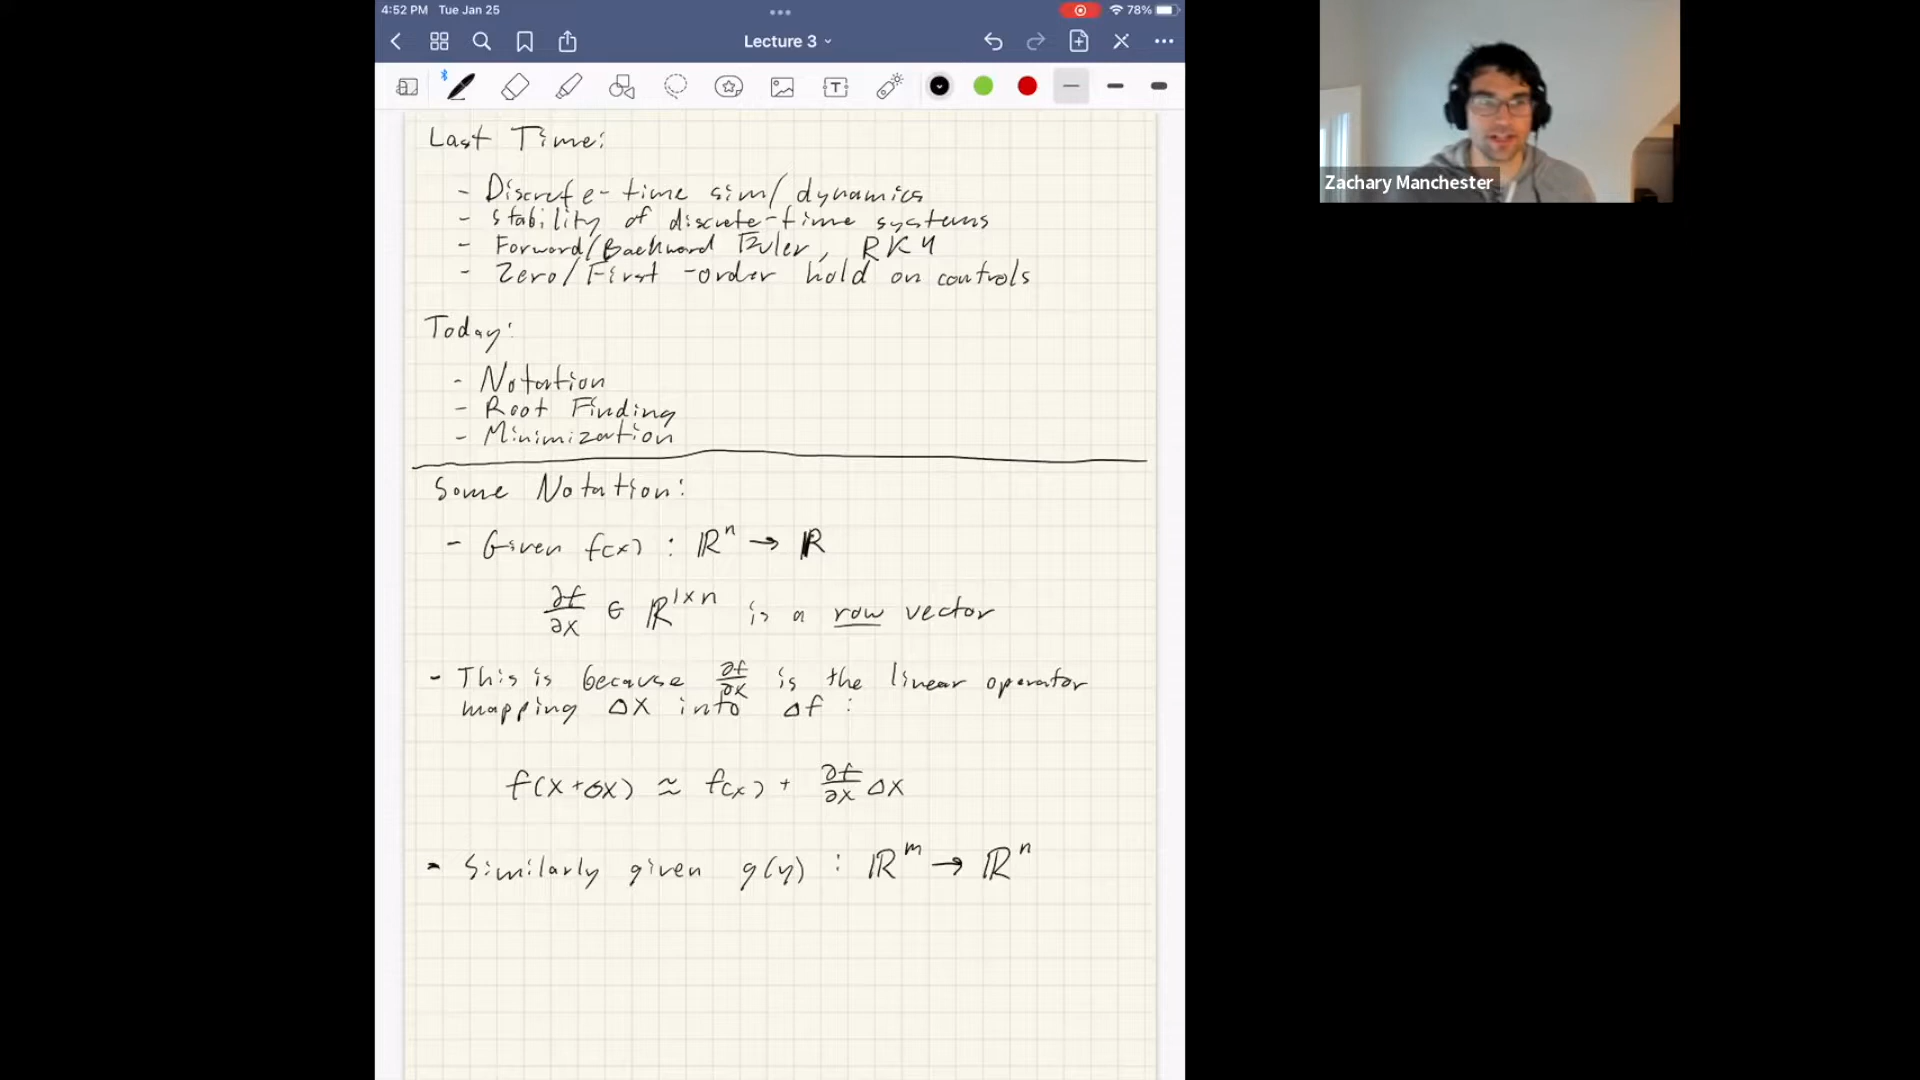 4:52 PM Tue Jan 25
78%
Lecture 3
Zachary Manchester
Last Time:
- Discrete-time sim/dynamics
- Stability of discrete-time systems
- Forward/Backward Euler, RK4
- Zero/First-order hold on controls
Today:
- Notation
- Root Finding
- Minimization
Some Notation:
- Given f(x) : ℝⁿ → ℝ
∂f/∂x ∈ ℝ^{1×n} is a row vector
- This is because ∂f/∂x is the linear operator
mapping ΔX into Δf :
f(x+ΔX) ≈ f(x) + ∂f/∂x ΔX
- Similarly given g(y) : ℝᵐ → ℝⁿ